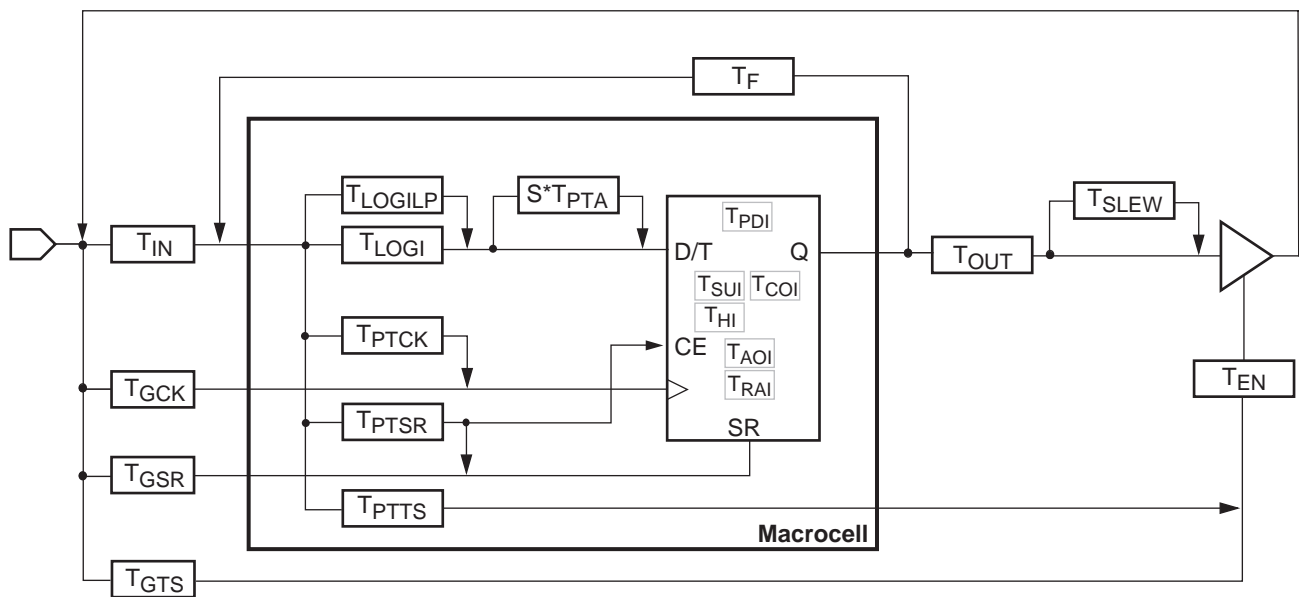 TF
TLOGILP
S*TPTA
TPDI
TSLEW
TIN
TLOGI
D/T
Q
TOUT
TSUI
TCOI
THI
TPTCK
CE
TAOI
TEN
TGCK
TRAI
TPTSR
SR
TGSR
TPTTS
Macrocell
TGTS